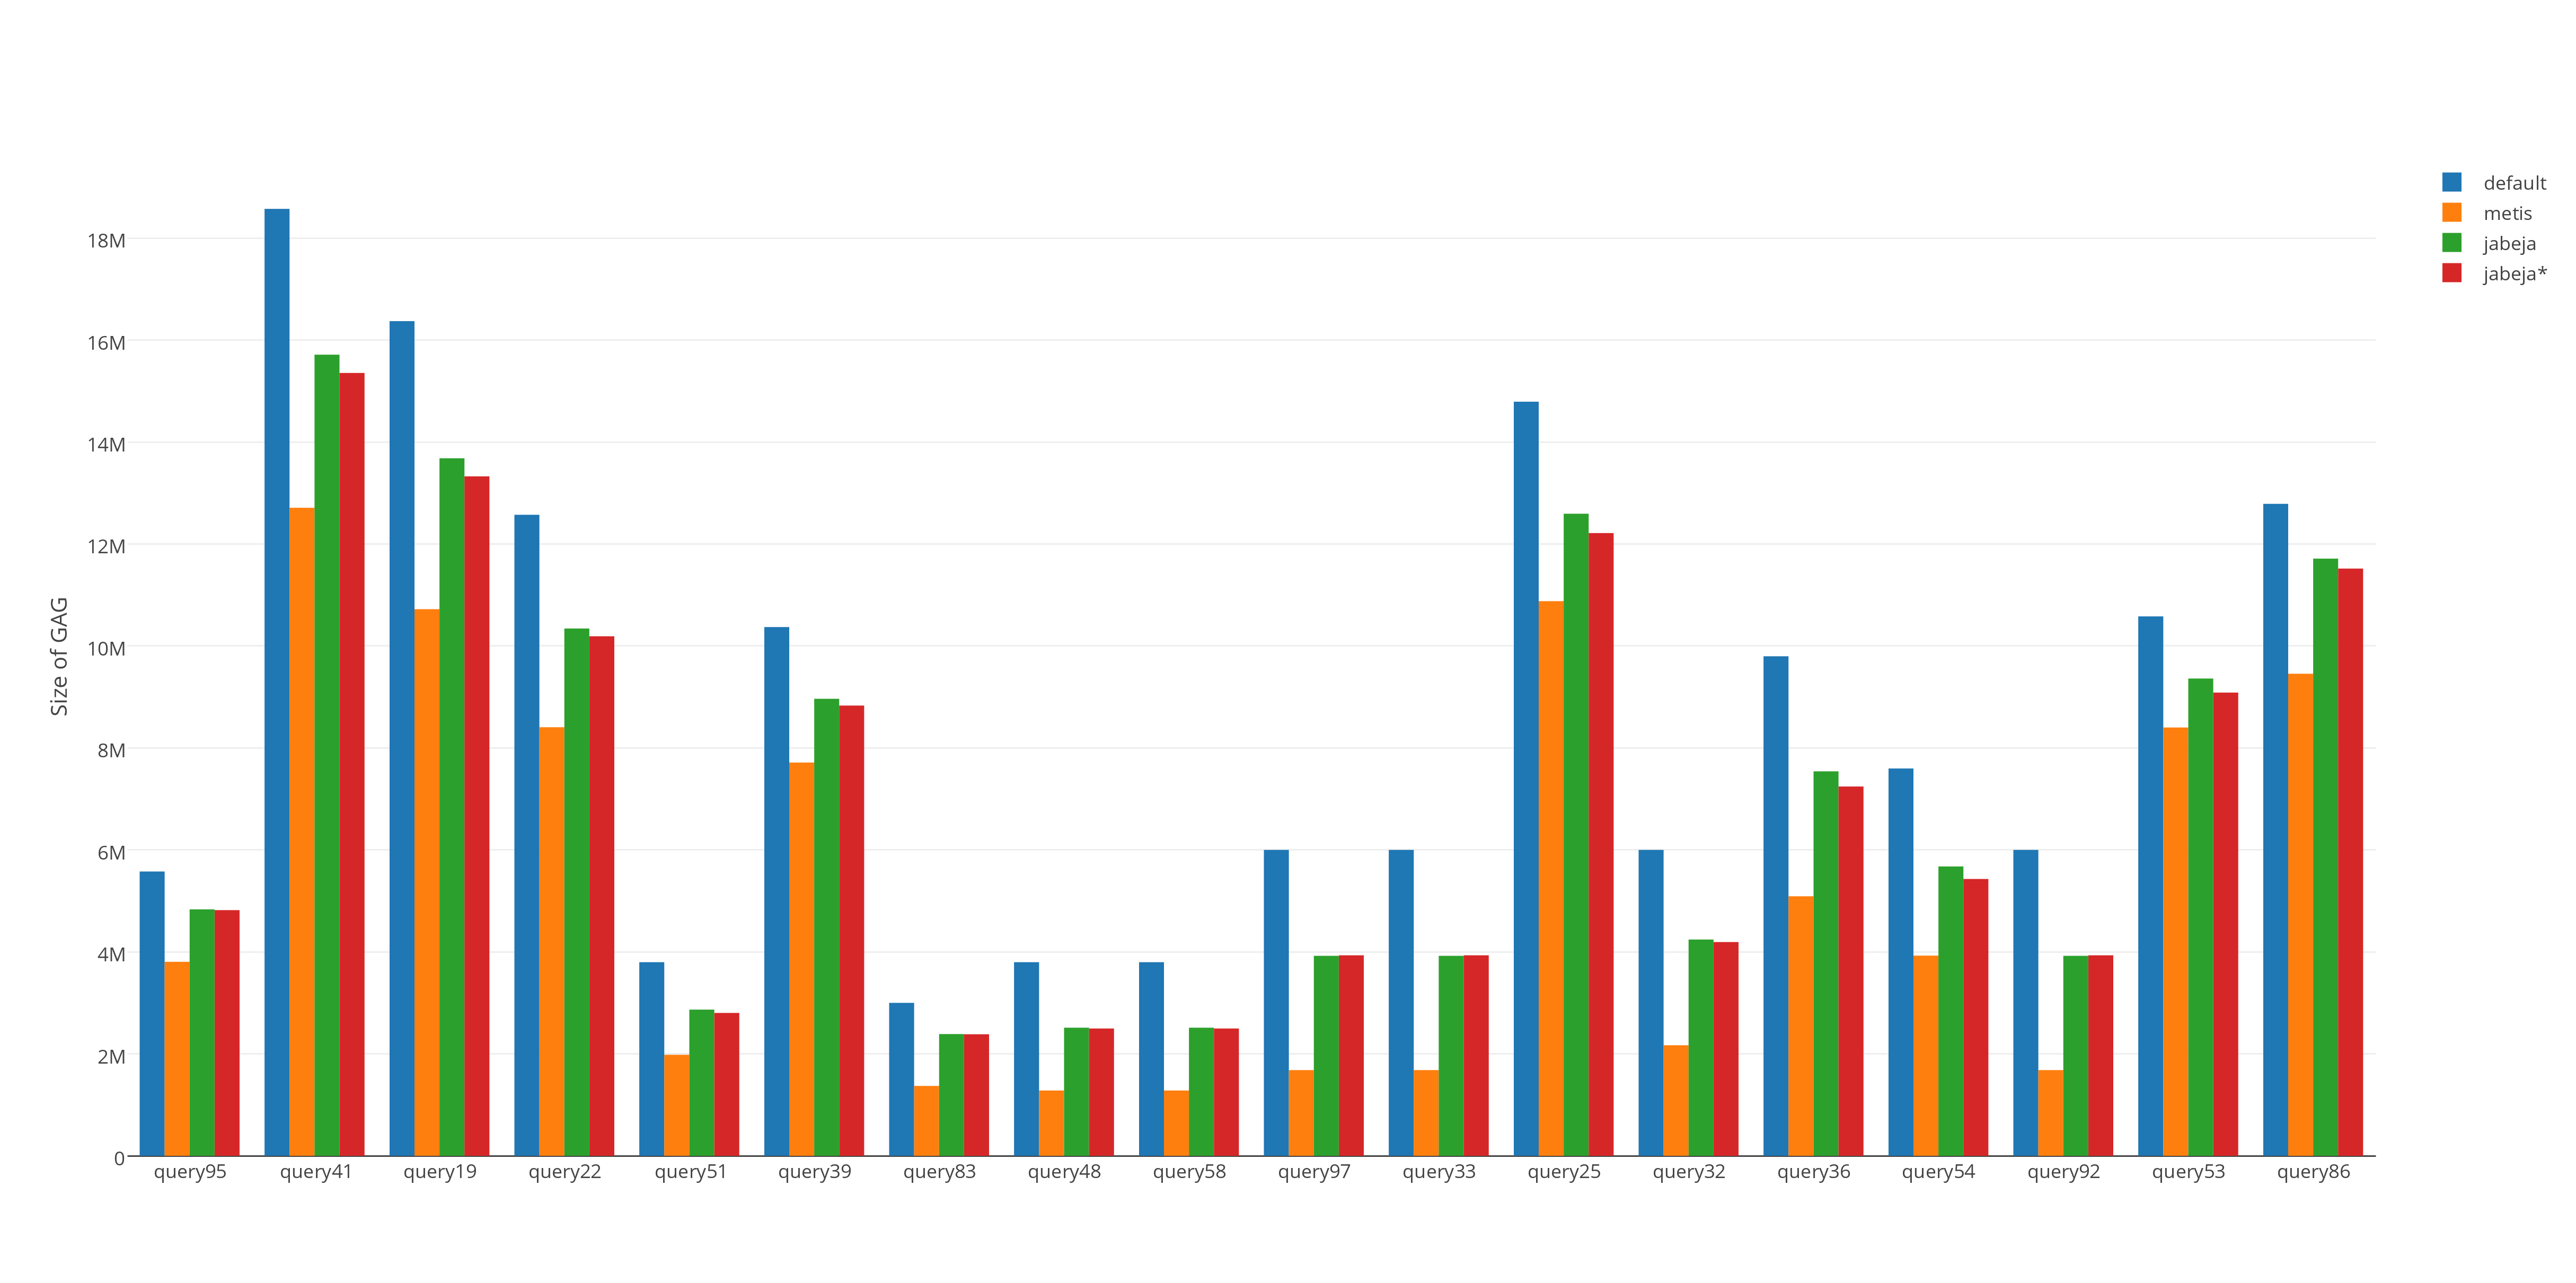 default
metis
jabeja
jabeja*
Size of GAG
18M
16M
14M
12M
10M
8M
6M
4M
2M
0
query95 query41 query19 query22 query51 query39 query83 query48 query58 query97 query33 query25 query32 query36 query54 query92 query53 query86